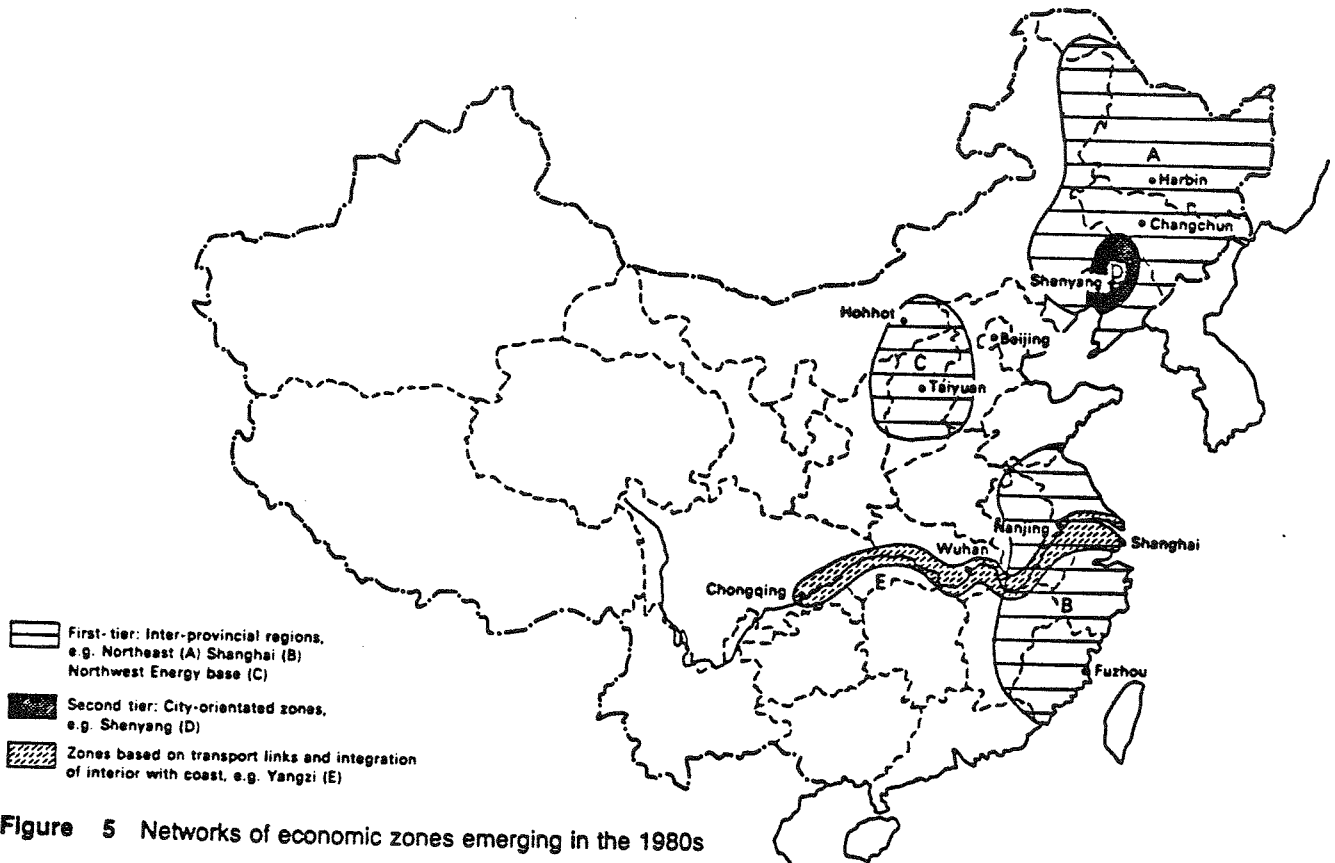 A
Harbin
Changchun
Shenyang D
Hohhot
Beijing
C
Taiyuan
Nanjing
Shanghai
Wuhan
Chongqing
E
B
Fuzhou
First-tier: Inter-provincial regions,
e.g. Northeast (A) Shanghai (B)
Northwest Energy base (C)
Second tier: City-orientated zones,
e.g. Shenyang (D)
Zones based on transport links and integration
of interior with coast, e.g. Yangzi (E)
Figure 5 Networks of economic zones emerging in the 1980s